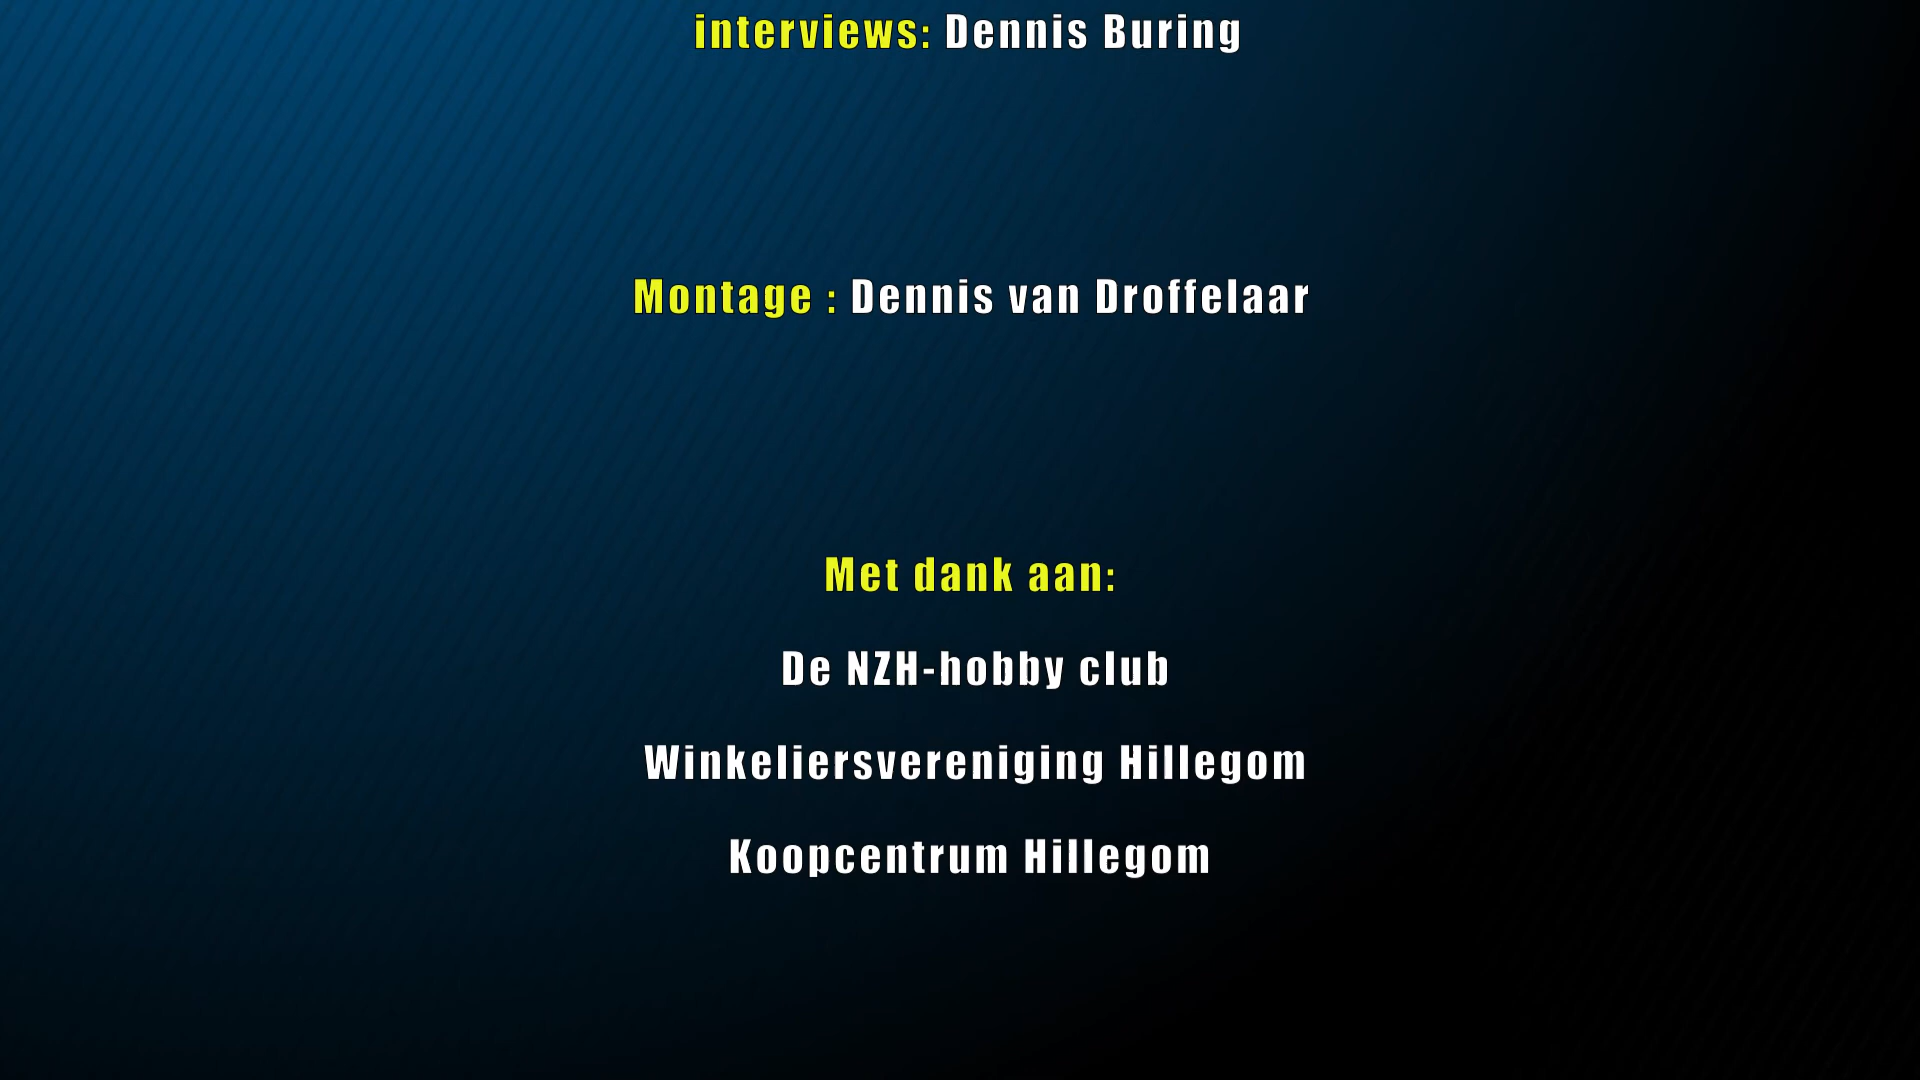 interviews: Dennis Buring
Montage : Dennis van Droffelaar
Met dank aan:
De NZH-hobby club
Winkeliersvereniging Hillegom
Koopcentrum Hillegom